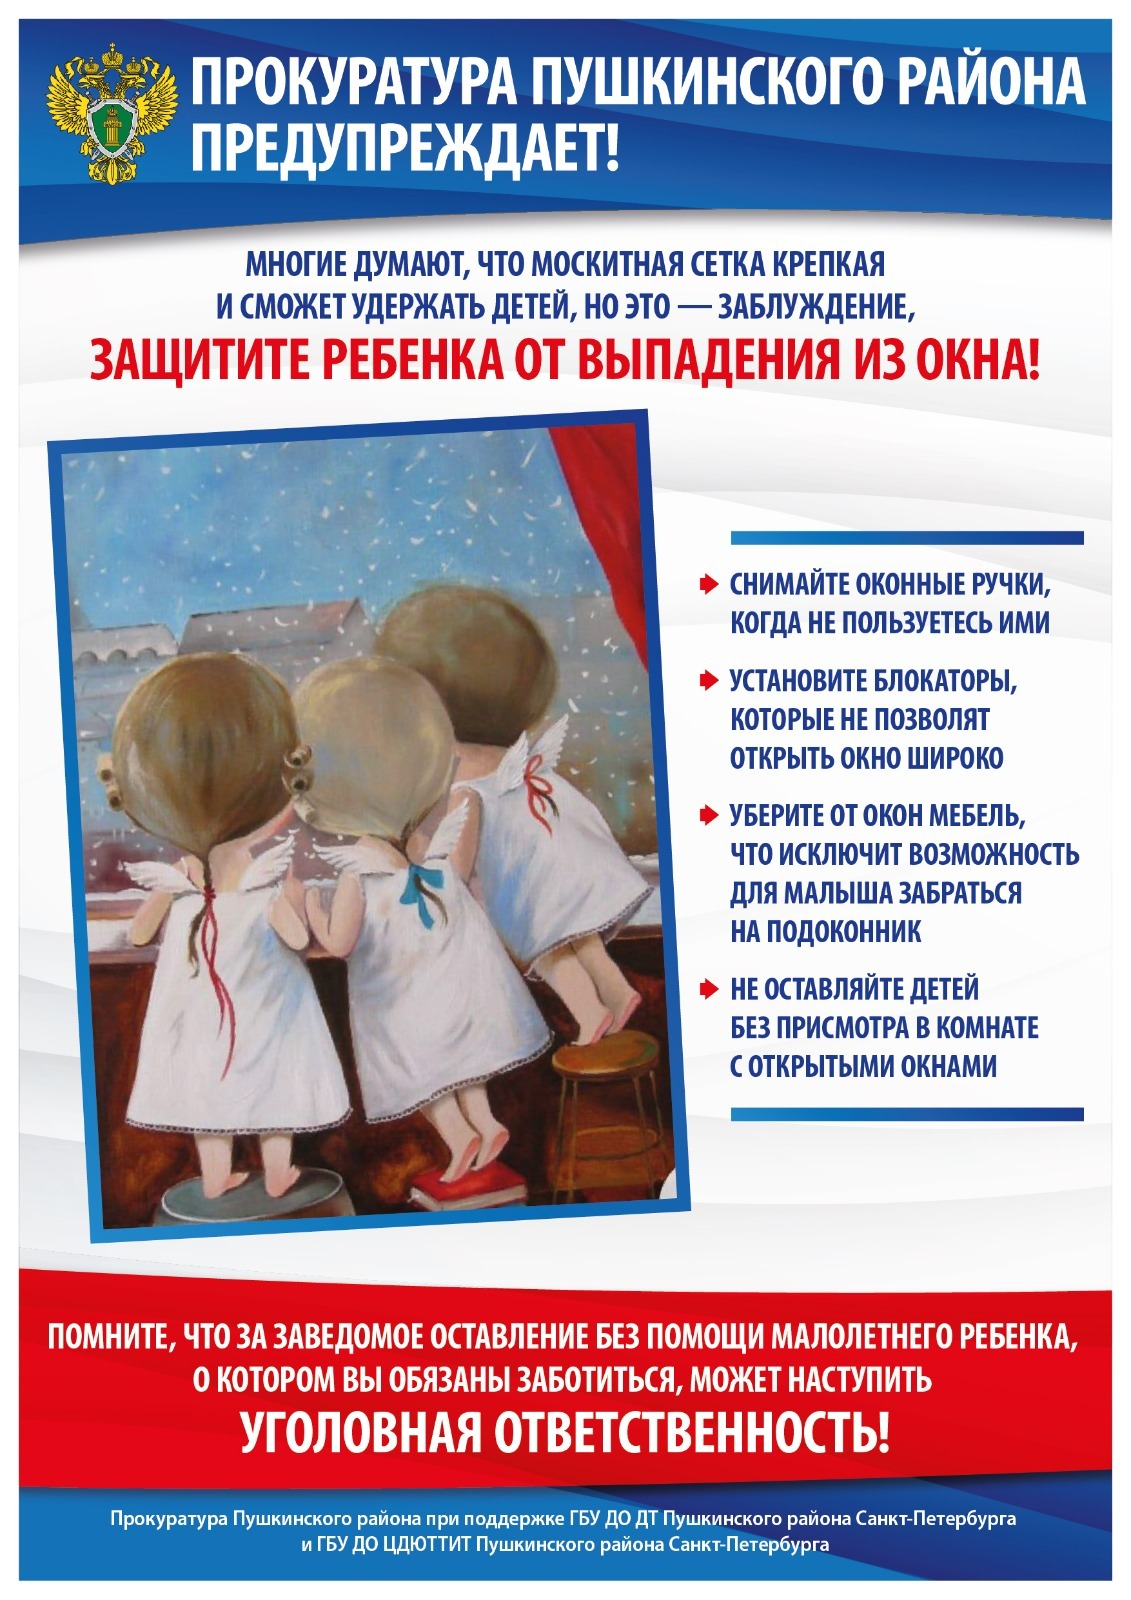 ПРОКУРАТУРА ПУШКИНСКОГО РАЙОНА
ПРЕДУПРЕЖДАЕТ!
МНОГИЕ ДУМАЮТ, ЧТО МОСКИТНАЯ СЕТКА КРЕПКАЯ
И СМОЖЕТ УДЕРЖАТЬ ДЕТЕЙ, НО ЭТО — ЗАБЛУЖДЕНИЕ,
ЗАЩИТИТЕ РЕБЕНКА ОТ ВЫПАДЕНИЯ ИЗ ОКНА!
СНИМАЙТЕ ОКОННЫЕ РУЧКИ,
КОГДА НЕ ПОЛЬЗУЕТЕСЬ ИМИ
УСТАНОВИТЕ БЛОКАТОРЫ,
КОТОРЫЕ НЕ ПОЗВОЛЯТ
ОТКРЫТЬ ОКНО ШИРОКО
УБЕРИТЕ ОТ ОКОН МЕБЕЛЬ,
ЧТО ИСКЛЮЧИТ ВОЗМОЖНОСТЬ
ДЛЯ МАЛЫША ЗАБРАТЬСЯ
НА ПОДОКОННИК
НЕ ОСТАВЛЯЙТЕ ДЕТЕЙ
БЕЗ ПРИСМОТРА В КОМНАТЕ
С ОТКРЫТЫМИ ОКНАМИ
ПОМНИТЕ, ЧТО ЗА ЗАВЕДОМОЕ ОСТАВЛЕНИЕ БЕЗ ПОМОЩИ МАЛОЛЕТНЕГО РЕБЕНКА,
О КОТОРОМ ВЫ ОБЯЗАНЫ ЗАБОТИТЬСЯ, МОЖЕТ НАСТУПИТЬ
УГОЛОВНАЯ ОТВЕТСТВЕННОСТЬ!
Прокуратура Пушкинского района при поддержке ГБУ ДО ДТ Пушкинского района Санкт-Петербурга
и ГБУ ДО ЦДЮТТИТ Пушкинского района Санкт-Петербурга